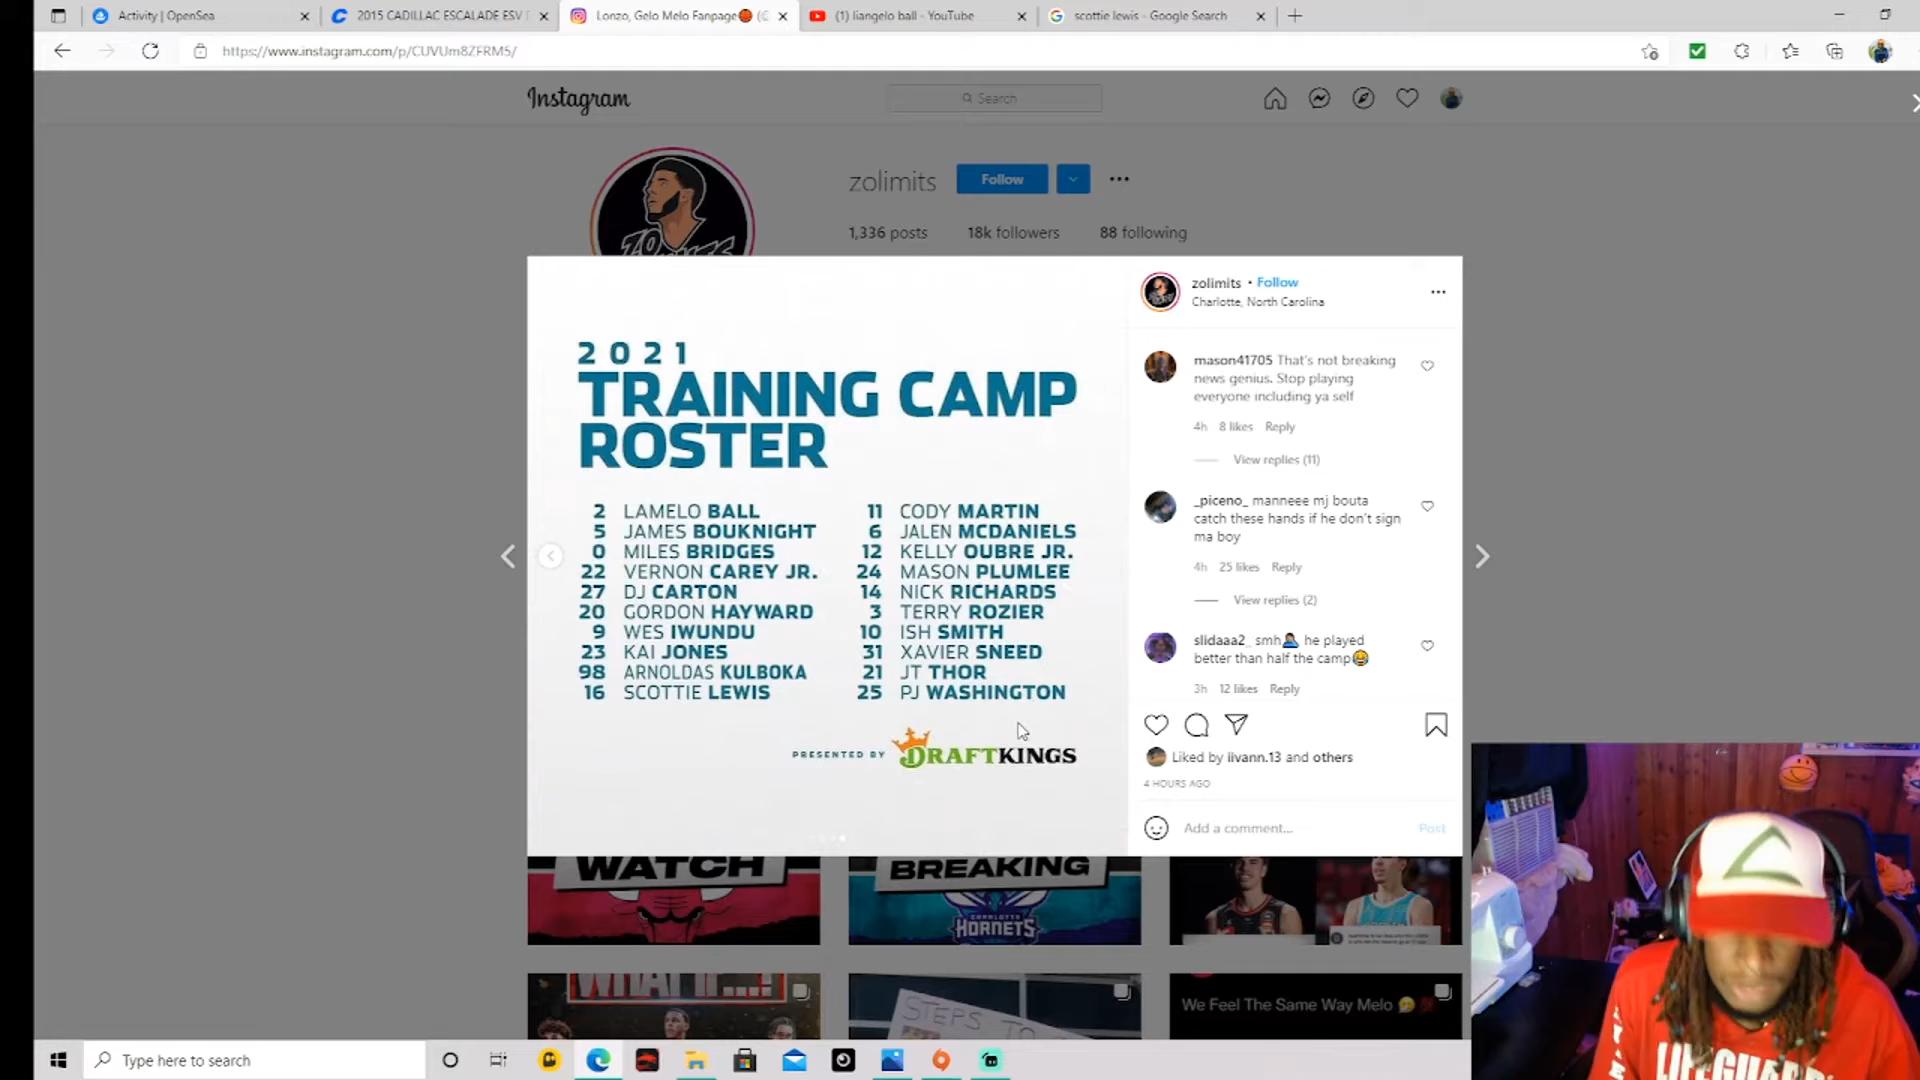 Activity | OpenSea
2015 CADILLAC ESCALADE ESV
Lonzo, Gelo Melo Fanpage🏀 (@
(1) liangelo ball - YouTube
scottie lewis - Google Search
https://www.instagram.com/p/CUVUm8ZFRM5/
Instagram
Search
zolimits
Follow
1,336 posts 18k followers 88 following
2021
TRAINING CAMP
ROSTER
2 LAMELO BALL
5 JAMES BOUKNIGHT
0 MILES BRIDGES
22 VERNON CAREY JR.
27 DJ CARTON
20 GORDON HAYWARD
9 WES IWUNDU
23 KAI JONES
98 ARNOLDAS KULBOKA
16 SCOTTIE LEWIS
11 CODY MARTIN
6 JALEN MCDANIELS
12 KELLY OUBRE JR.
24 MASON PLUMLEE
14 NICK RICHARDS
3 TERRY ROZIER
10 ISH SMITH
31 XAVIER SNEED
21 JT THOR
25 PJ WASHINGTON
PRESENTED BY DRAFTKINGS
zolimits • Follow
Charlotte, North Carolina
mason41705 That's not breaking
news genius. Stop playing
everyone including ya self
4h 8 likes Reply
View replies (11)
_piceno_ manneee mj bouta
catch these hands if he don't sign
ma boy
4h 25 likes Reply
View replies (2)
slidaaa2_ smh🤦🏽‍♂️ he played
better than half the camp😂
3h 12 likes Reply
Liked by iivann.13 and others
4 HOURS AGO
Add a comment...
Post
WATCH
BREAKING
CHARLOTTE
HORNETS
WHAT IF...!
STEPS TO
We Feel The Same Way Melo
Type here to search
LIFEGUARD